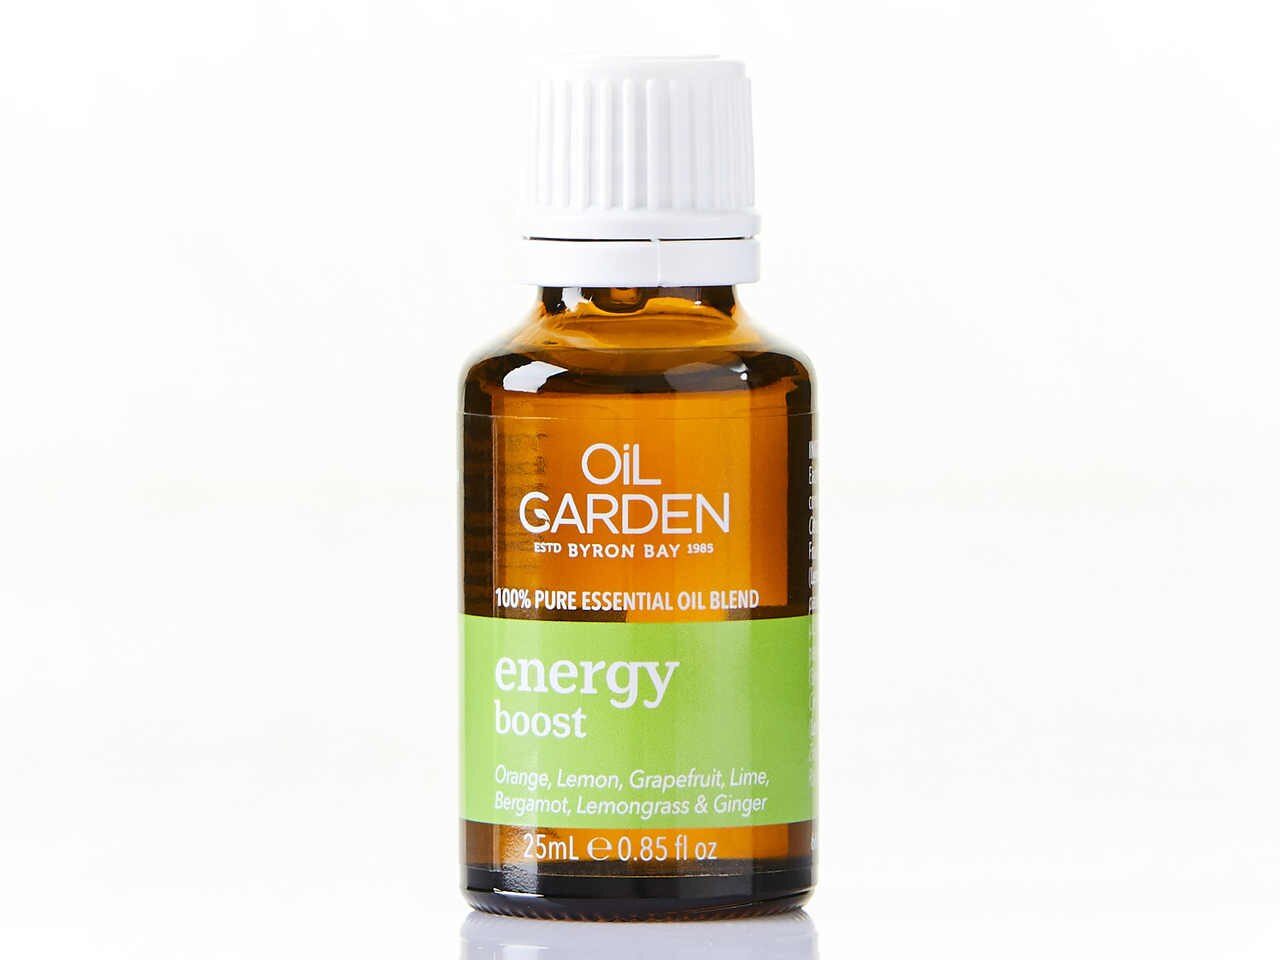 OiL
GARDEN
ESTD BYRON BAY 1985
100% PURE ESSENTIAL OIL BLEND
energy
boost
Orange, Lemon, Grapefruit, Lime,
Bergamot, Lemongrass & Ginger
25mL ℮ 0.85 fl oz